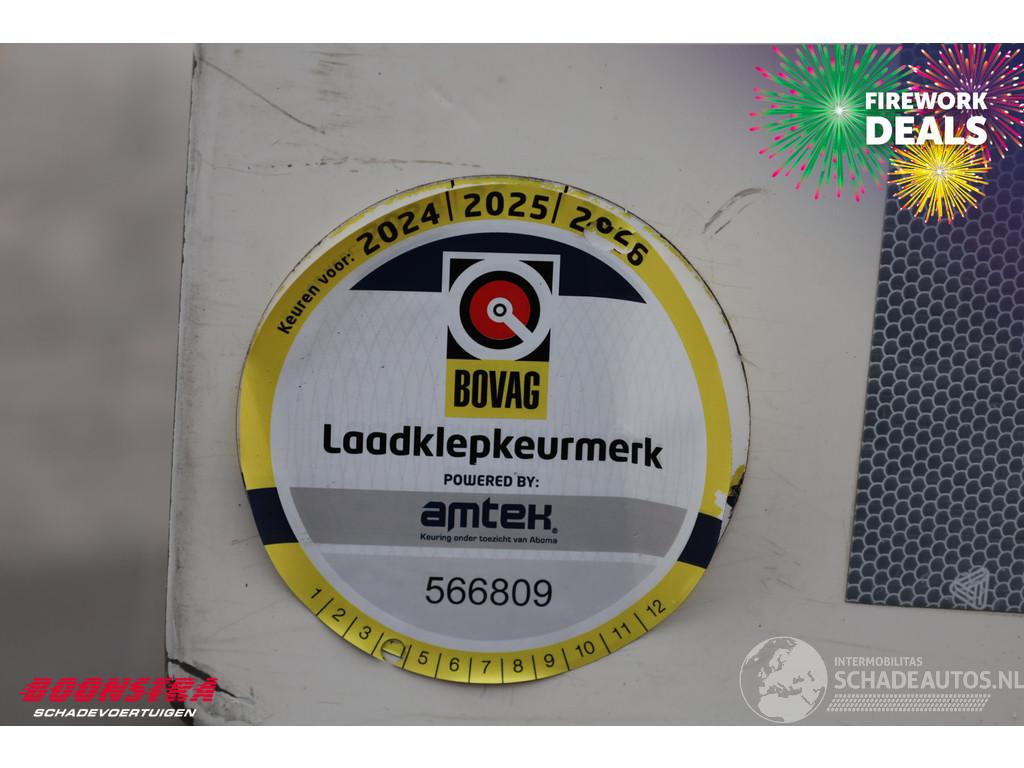 FIREWORK
DEALS
Keuren voor: 2024 | 2025 | 2026
BOVAG
Laadklepkeurmerk
POWERED BY:
amtek®
Keuring onder toezicht van Aboma
566809
1 | 2 | 3 | 5 | 6 | 7 | 8 | 9 | 10 | 11 | 12
BOONSTRA
SCHADEVOERTUIGEN
INTERMOBILITAS
SCHADEAUTOS.NL